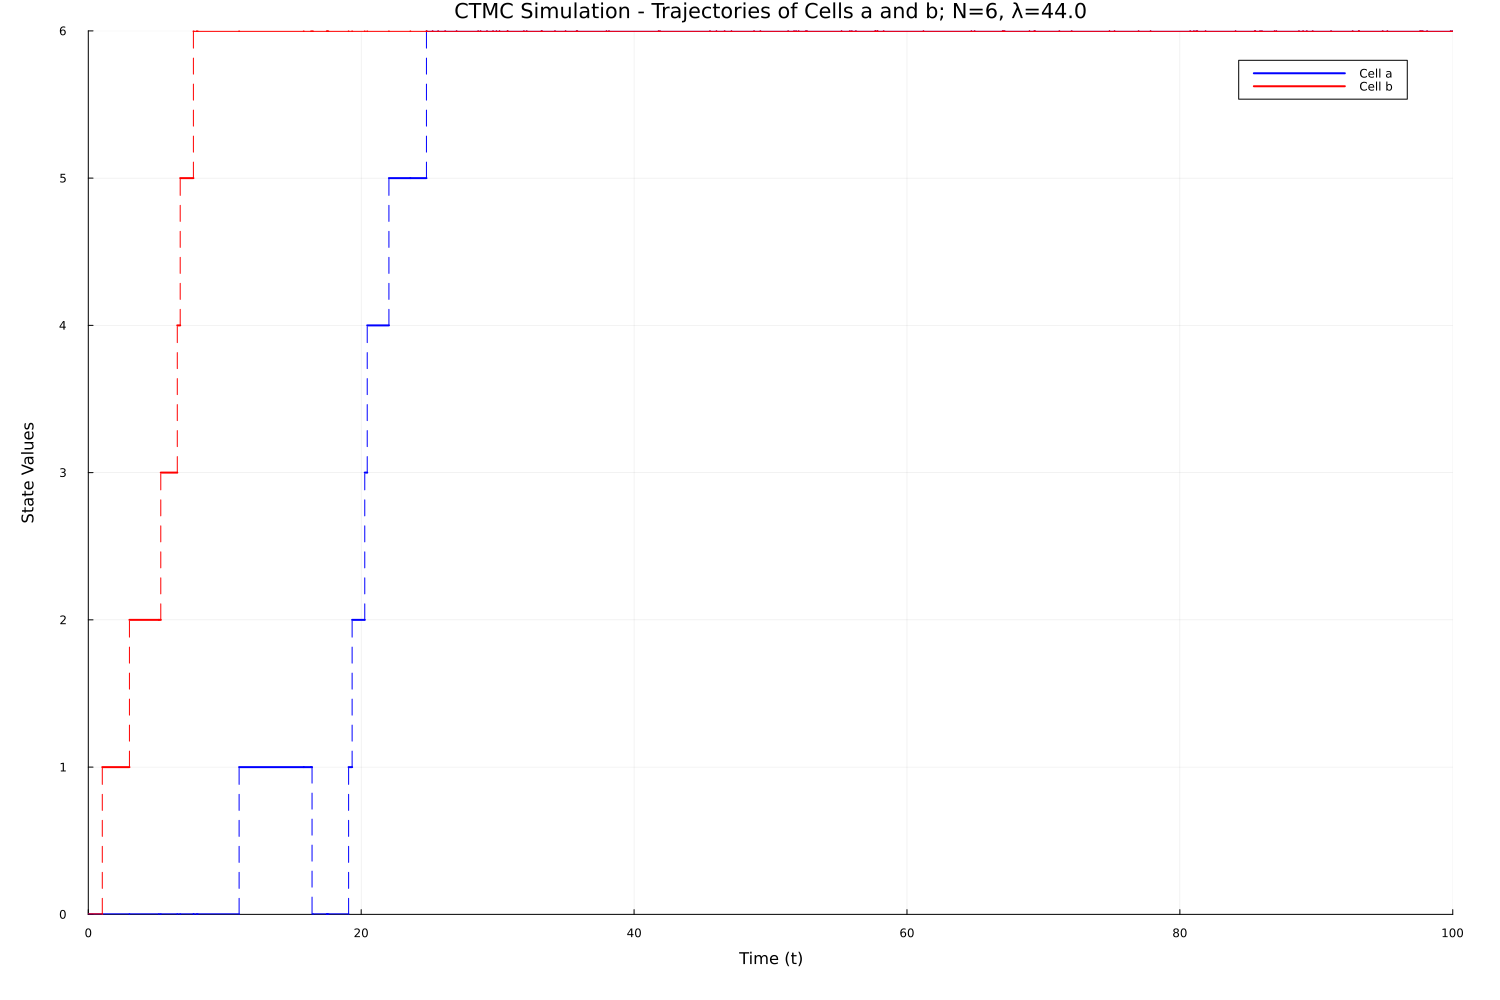 CTMC Simulation - Trajectories of Cells a and b; N=6, λ=44.0
6
Cell a
Cell b
5
4
State Values
3
2
1
0
0 20 40 60 80 100
Time (t)